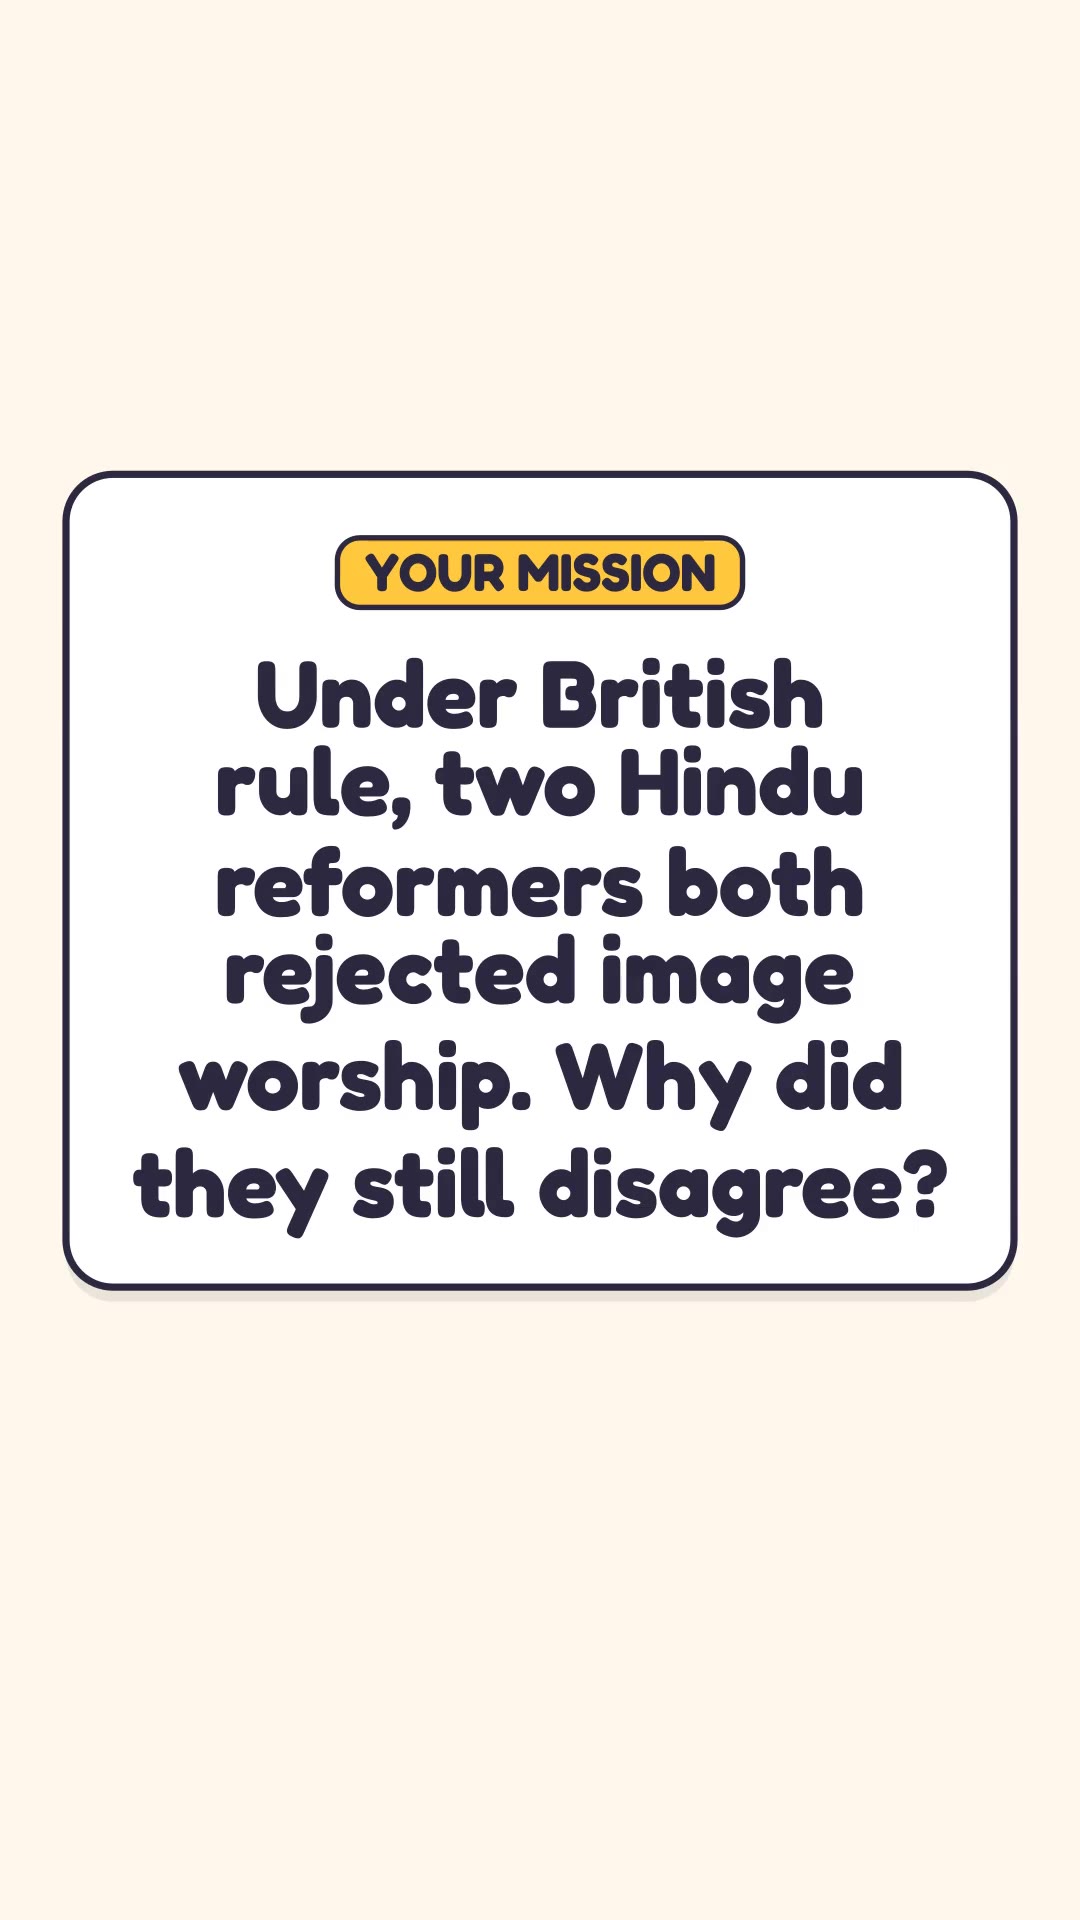 YOUR MISSION
Under British
rule, two Hindu
reformers both
rejected image
worship. Why did
they still disagree?